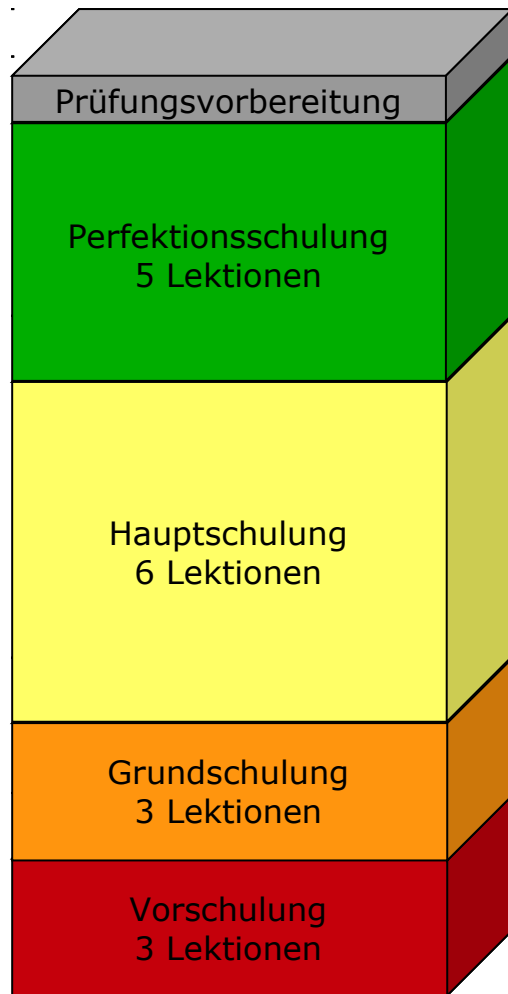 Prüfungsvorbereitung
Perfektionsschulung
5 Lektionen
Hauptschulung
6 Lektionen
Grundschulung
3 Lektionen
Vorschulung
3 Lektionen